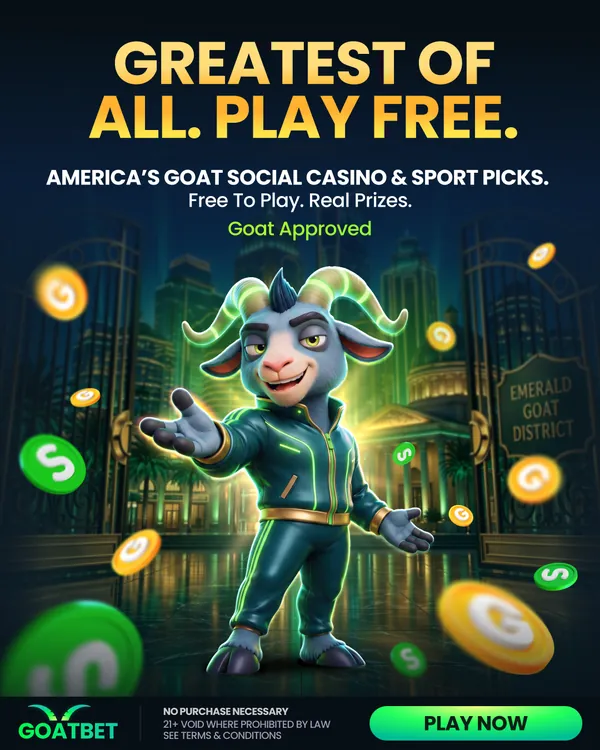 GREATEST OF
ALL. PLAY FREE.
AMERICA'S GOAT SOCIAL CASINO & SPORT PICKS.
Free To Play. Real Prizes.
Goat Approved
EMERALD
GOAT
DISTRICT
G
G
G
G
G
G
G
S
S
S
S
S
GOATBET
NO PURCHASE NECESSARY
21+ VOID WHERE PROHIBITED BY LAW
SEE TERMS & CONDITIONS
PLAY NOW